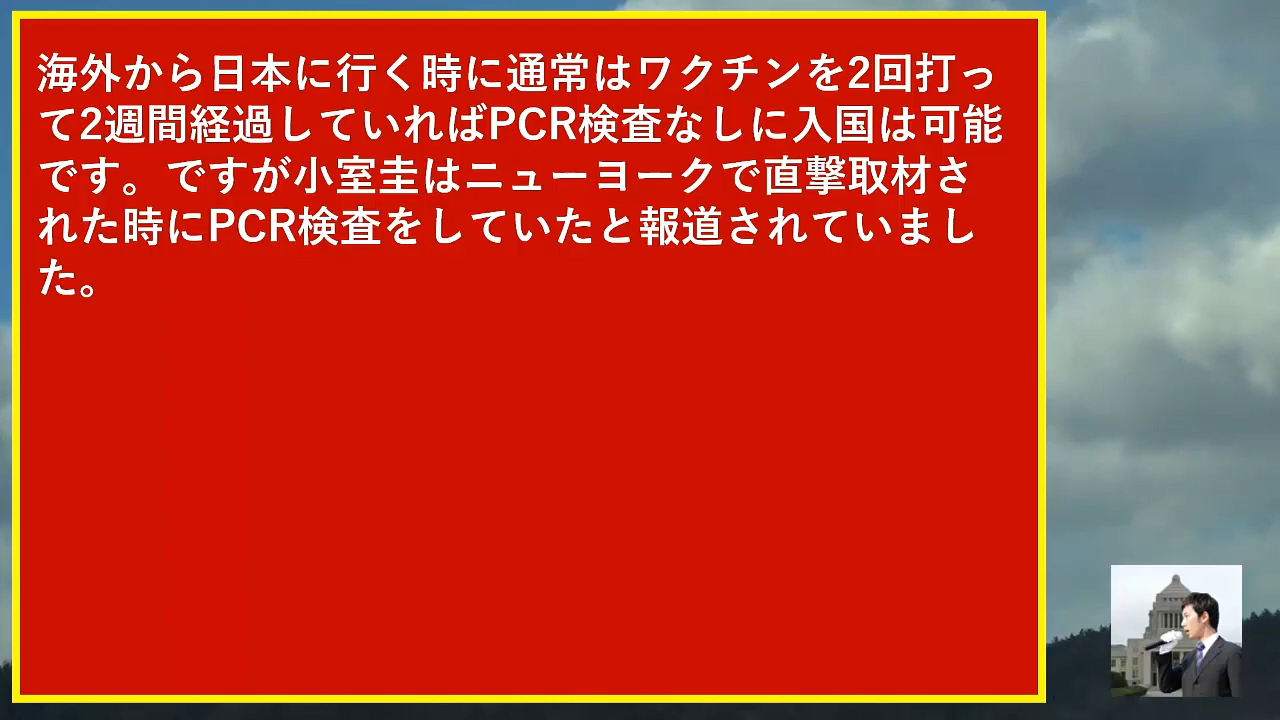 海外から日本に行く時に通常はワクチンを2回打っ
て2週間経過していればPCR検査なしに入国は可能
です。ですが小室圭はニューヨークで直撃取材さ
れた時にPCR検査をしていたと報道されていまし
た。